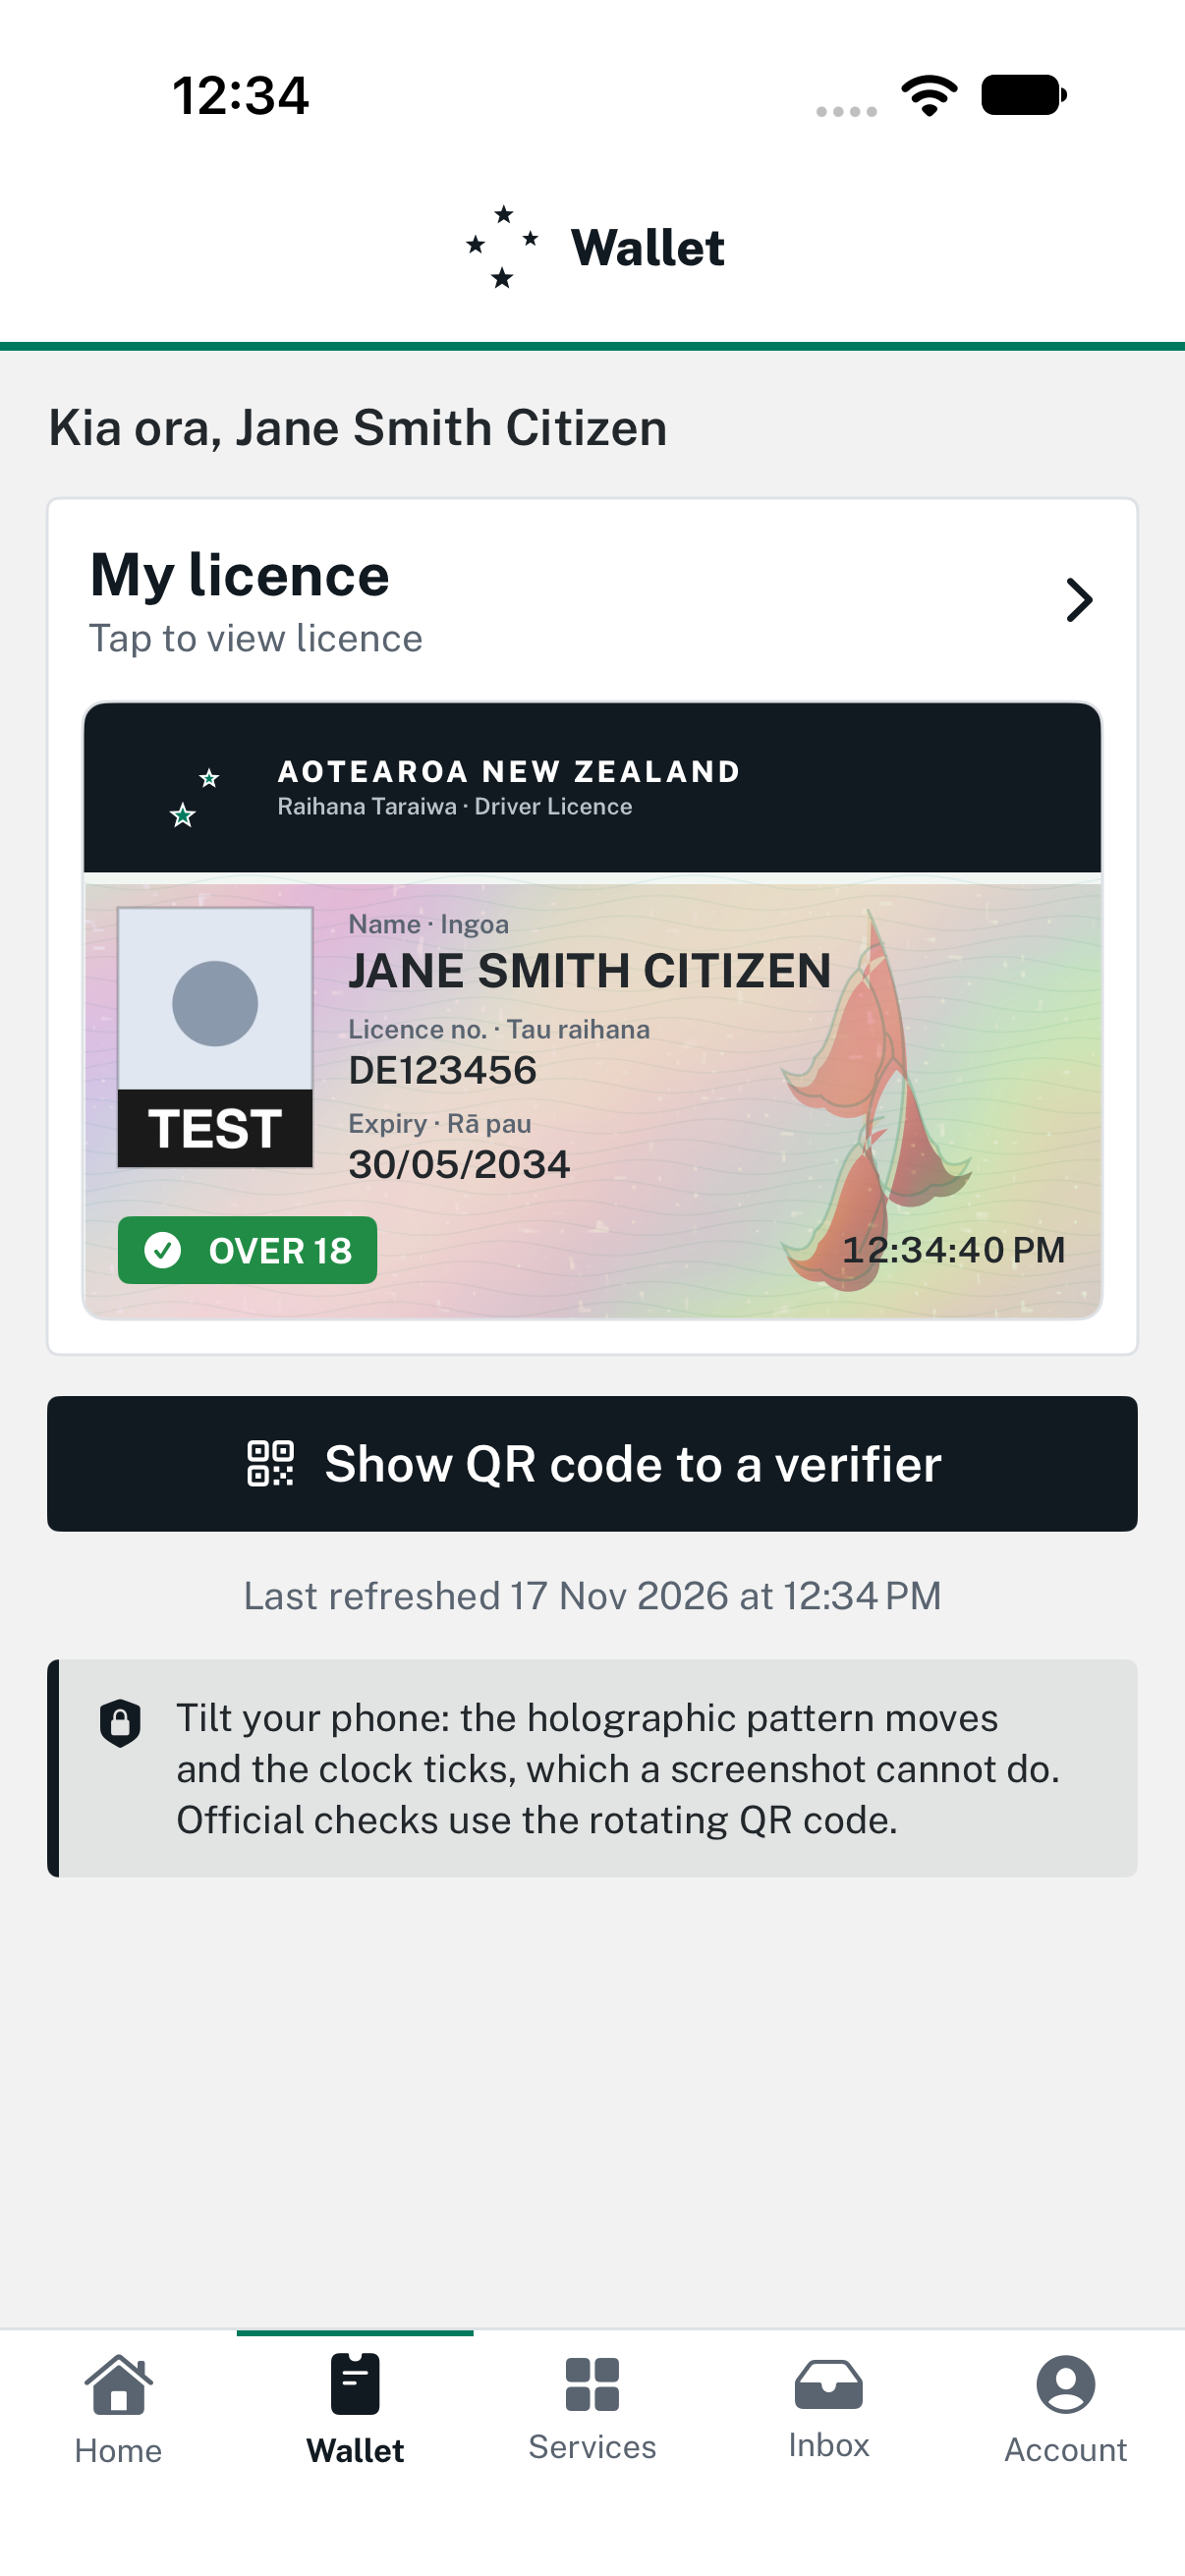 12:34
Wallet
Kia ora, Jane Smith Citizen
My licence
Tap to view licence
AOTEAROA NEW ZEALAND
Raihana Taraiwa · Driver Licence
Name · Ingoa
JANE SMITH CITIZEN
Licence no. · Tau raihana
DE123456
Expiry · Rā pau
30/05/2034
TEST
OVER 18
12:34:40 PM
Show QR code to a verifier
Last refreshed 17 Nov 2026 at 12:34 PM
Tilt your phone: the holographic pattern moves
and the clock ticks, which a screenshot cannot do.
Official checks use the rotating QR code.
Home
Wallet
Services
Inbox
Account